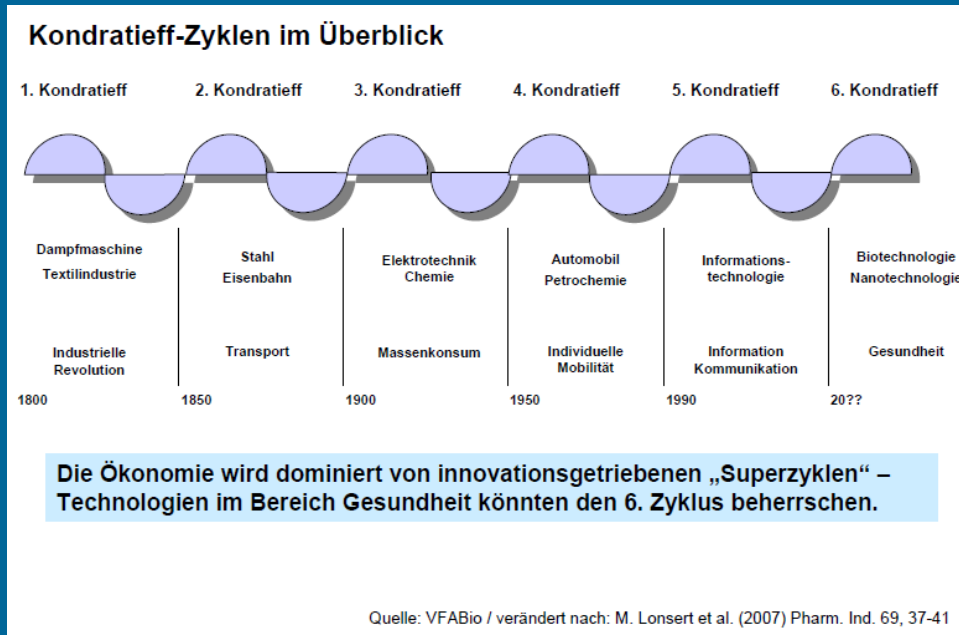 Kondratieff-Zyklen im Überblick
1. Kondratieff 2. Kondratieff 3. Kondratieff 4. Kondratieff 5. Kondratieff 6. Kondratieff
Dampfmaschine
Textilindustrie
Stahl
Eisenbahn
Elektrotechnik
Chemie
Automobil
Petrochemie
Informations-
technologie
Biotechnologie
Nanotechnologie
Industrielle
Revolution
Transport
Massenkonsum
Individuelle
Mobilität
Information
Kommunikation
Gesundheit
1800 1850 1900 1950 1990 20??
Die Ökonomie wird dominiert von innovationsgetriebenen „Superzyklen“ –
Technologien im Bereich Gesundheit könnten den 6. Zyklus beherrschen.
Quelle: VFABio / verändert nach: M. Lonsert et al. (2007) Pharm. Ind. 69, 37-41